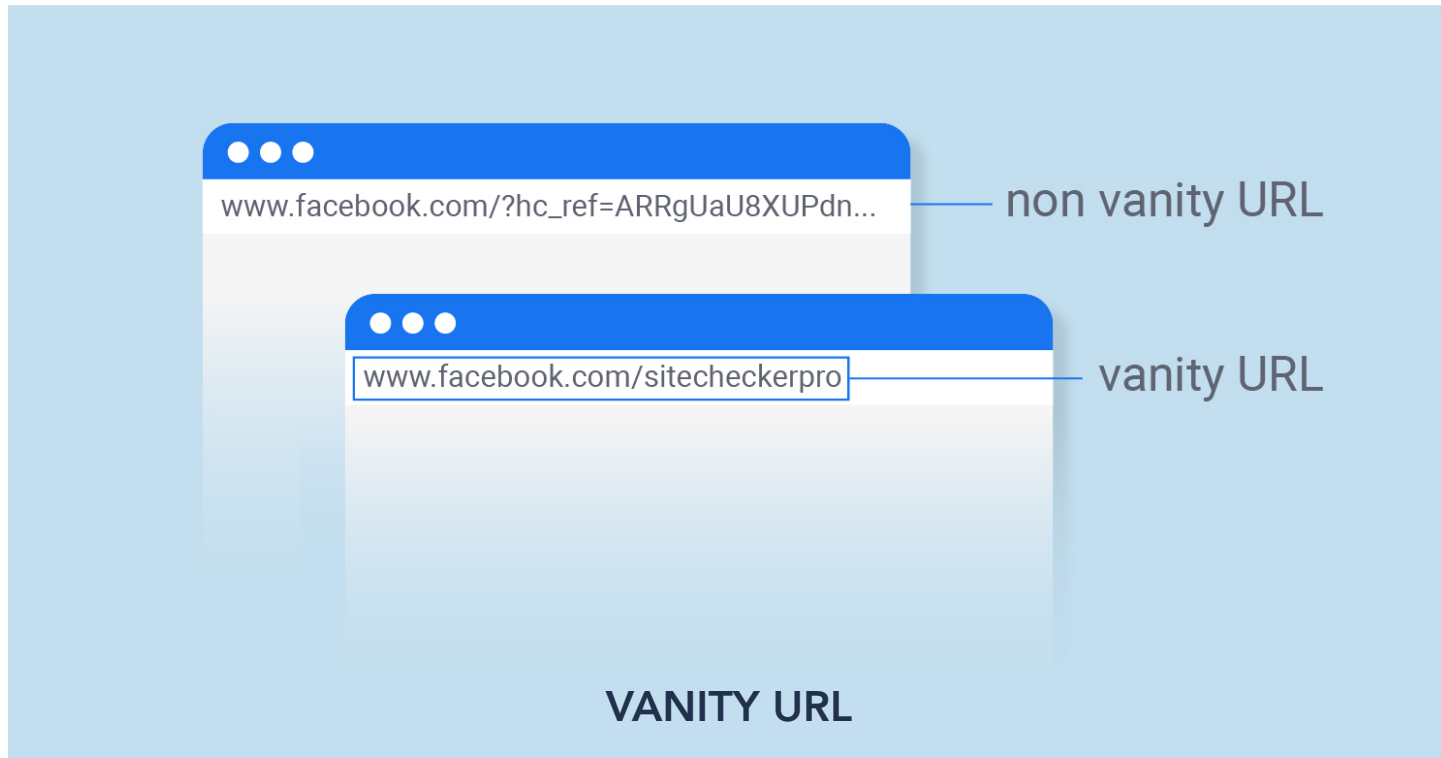 www.facebook.com/?hc_ref=ARRgUaU8XUPdn...
non vanity URL
www.facebook.com/sitecheckerpro
vanity URL
VANITY URL